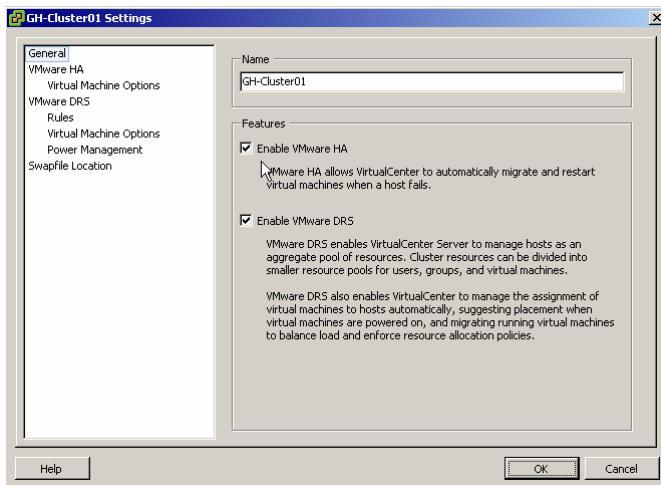 GH-Cluster01 Settings
General
VMware HA
Virtual Machine Options
VMware DRS
Rules
Virtual Machine Options
Power Management
Swapfile Location
Name
GH-Cluster01
Features
Enable VMware HA
VMware HA allows VirtualCenter to automatically migrate and restart
virtual machines when a host fails.
Enable VMware DRS
VMware DRS enables VirtualCenter Server to manage hosts as an
aggregate pool of resources. Cluster resources can be divided into
smaller resource pools for users, groups, and virtual machines.
VMware DRS also enables VirtualCenter to manage the assignment of
virtual machines to hosts automatically, suggesting placement when
virtual machines are powered on, and migrating running virtual machines
to balance load and enforce resource allocation policies.
Help
OK
Cancel